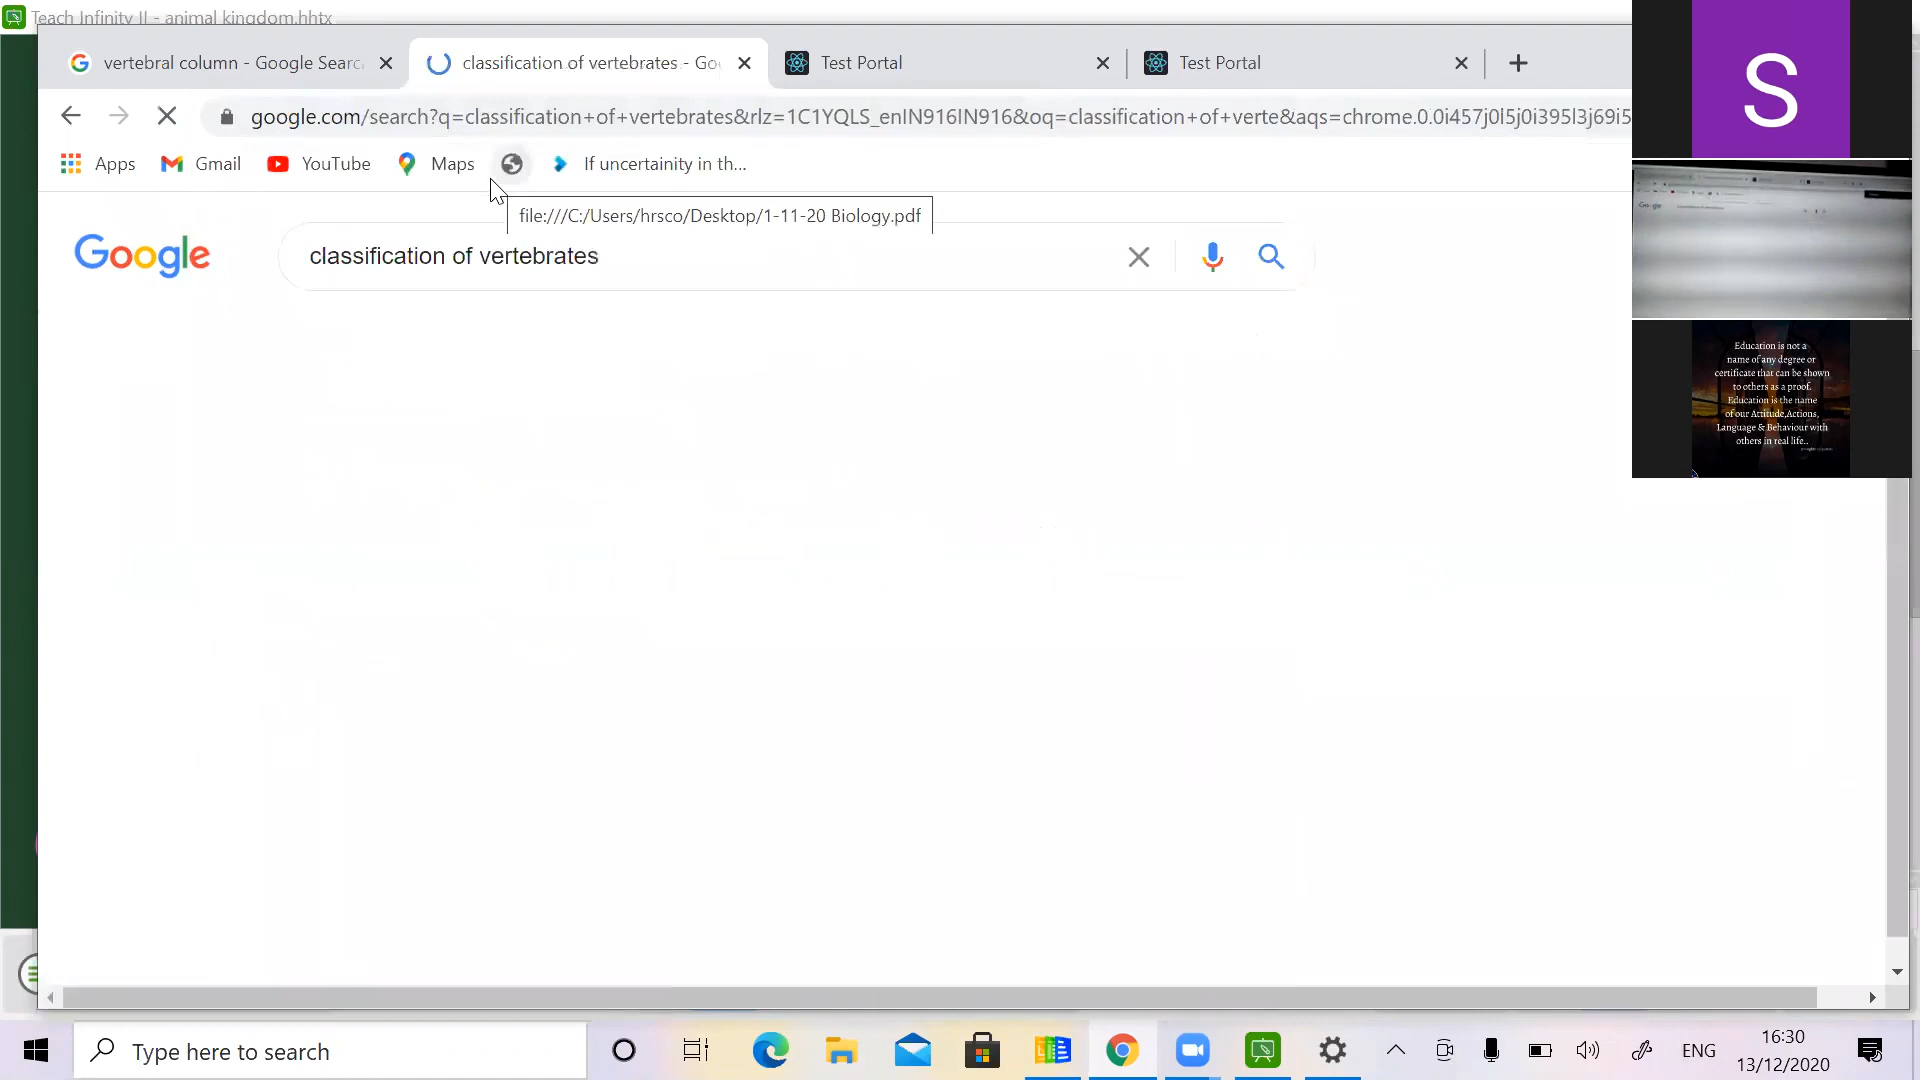 Teach Infinity II - animal kingdom.hhtx
vertebral column - Google Searc
classification of vertebrates - Go
Test Portal
Test Portal
google.com/search?q=classification+of+vertebrates&rlz=1C1YQLS_enIN916IN916&oq=classification+of+verte&aqs=chrome.0.0i457j0l5j0i395l3j69i5
Apps
Gmail
YouTube
Maps
If uncertainity in th...
file:///C:/Users/hrsco/Desktop/1-11-20 Biology.pdf
Google
classification of vertebrates
S
Education is not a
name of any degree or
certificate that can be shown
to others as a proof.
Education is the name
of our Attitude,Actions,
Language & Behaviour with
others in real life..
Type here to search
ENG
16:30
13/12/2020